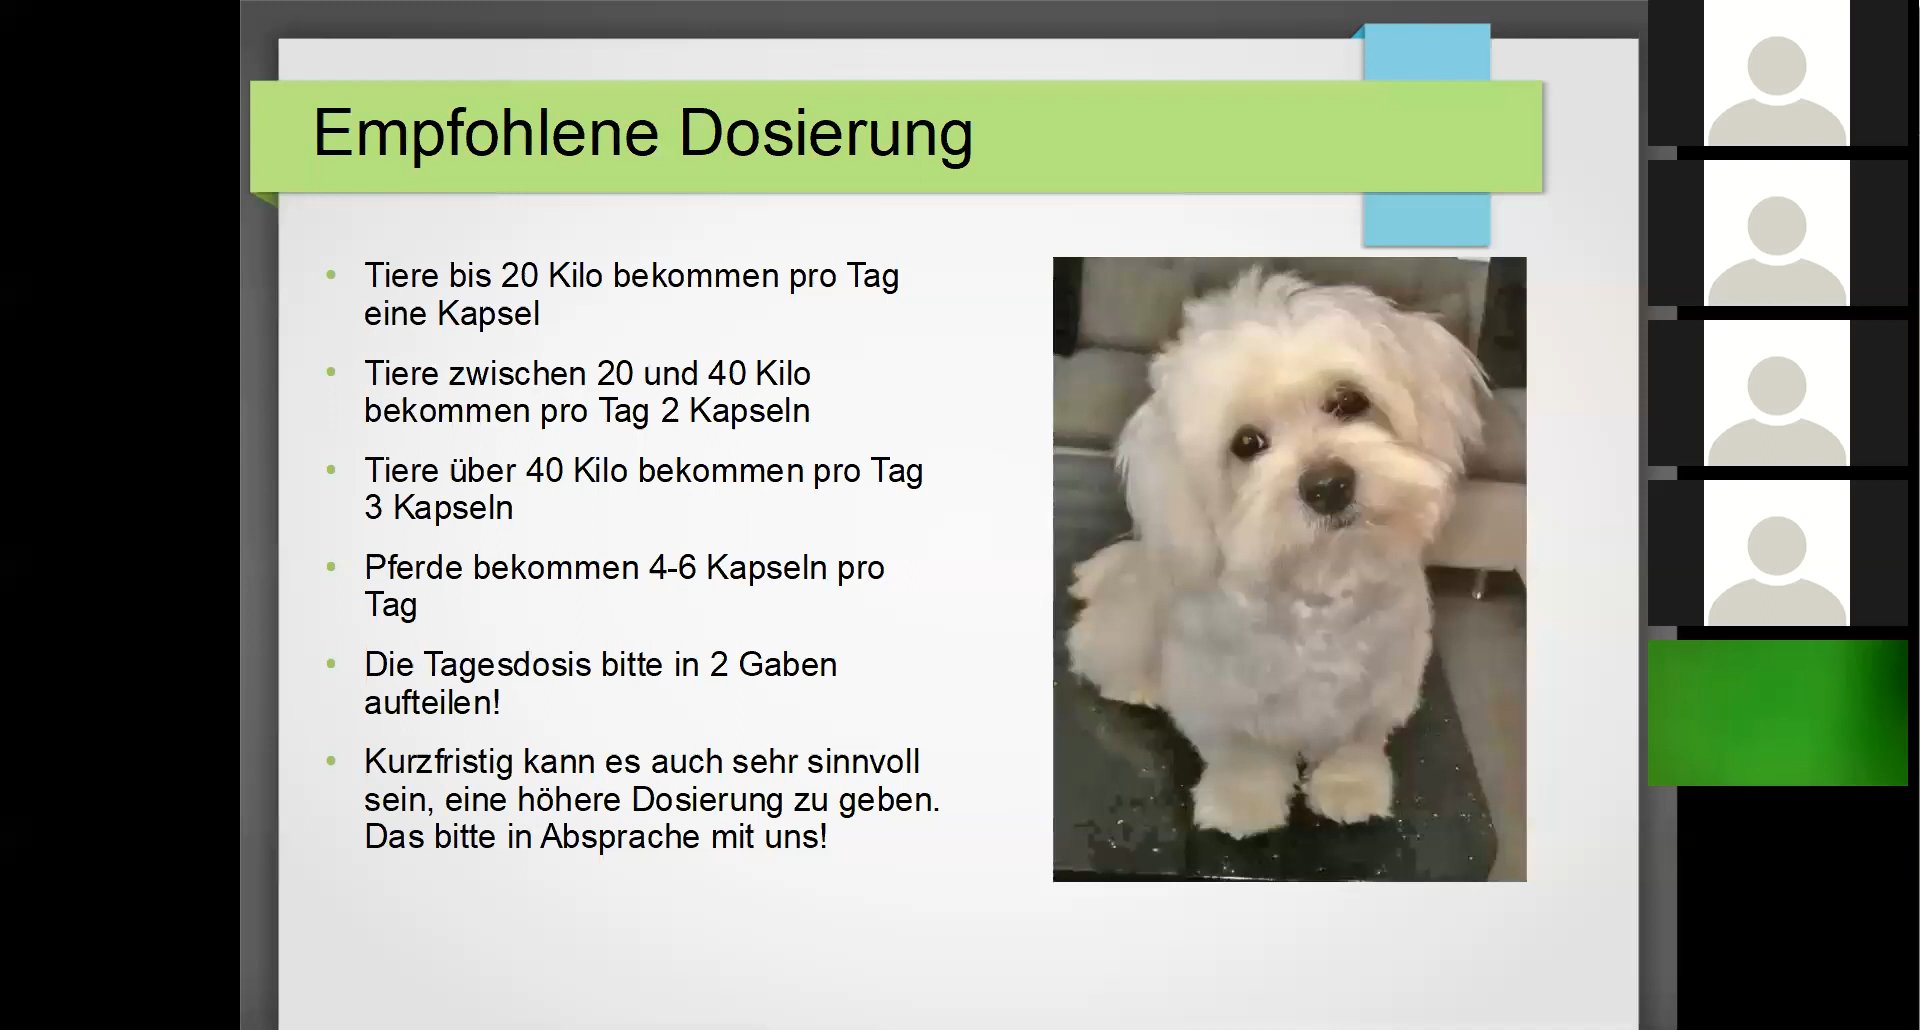 Empfohlene Dosierung
Tiere bis 20 Kilo bekommen pro Tag
eine Kapsel
Tiere zwischen 20 und 40 Kilo
bekommen pro Tag 2 Kapseln
Tiere über 40 Kilo bekommen pro Tag
3 Kapseln
Pferde bekommen 4-6 Kapseln pro
Tag
Die Tagesdosis bitte in 2 Gaben
aufteilen!
Kurzfristig kann es auch sehr sinnvoll
sein, eine höhere Dosierung zu geben.
Das bitte in Absprache mit uns!